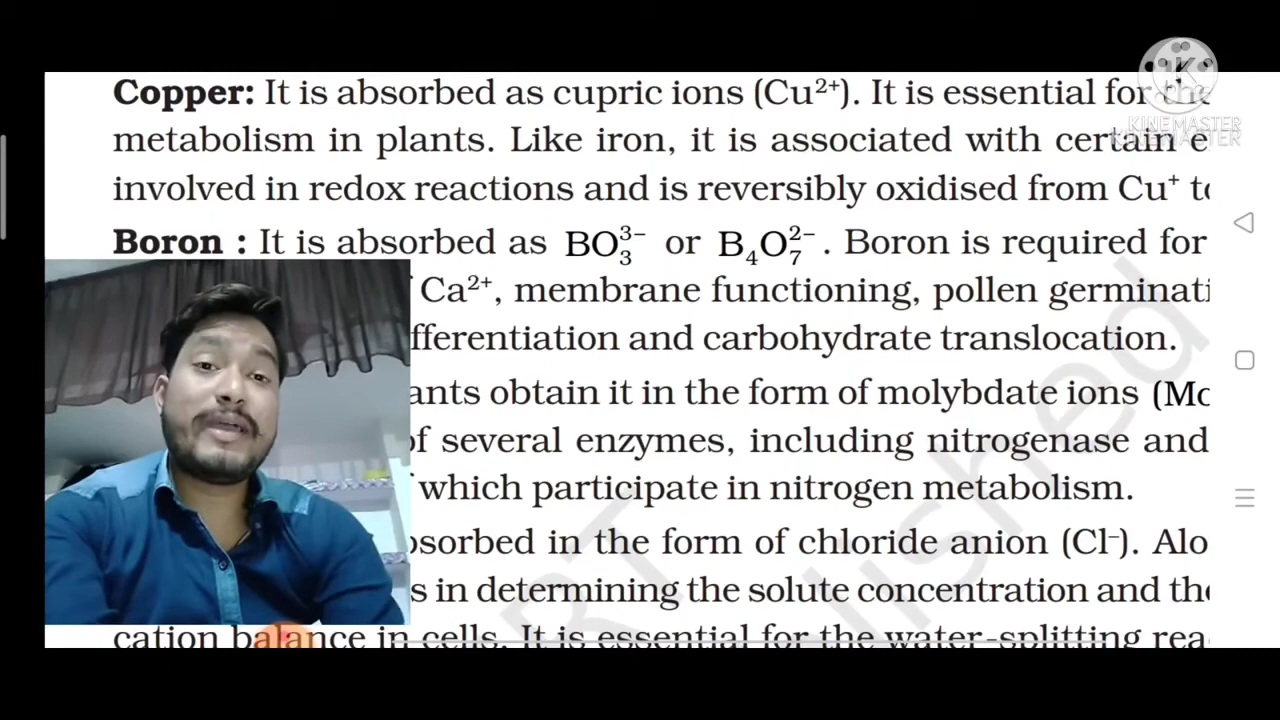 Copper: It is absorbed as cupric ions (Cu²⁺). It is essential for the
metabolism in plants. Like iron, it is associated with certain e
involved in redox reactions and is reversibly oxidised from Cu⁺ to
Boron : It is absorbed as BO₃³⁻ or B₄O₇²⁻. Boron is required for
Ca²⁺, membrane functioning, pollen germinati
fferentiation and carbohydrate translocation.
ants obtain it in the form of molybdate ions (Mo
of several enzymes, including nitrogenase and
which participate in nitrogen metabolism.
bsorbed in the form of chloride anion (Cl⁻). Alo
s in determining the solute concentration and the
cation balance in cells. It is essential for the water-splitting rea
KINEMASTER
KINEMASTER